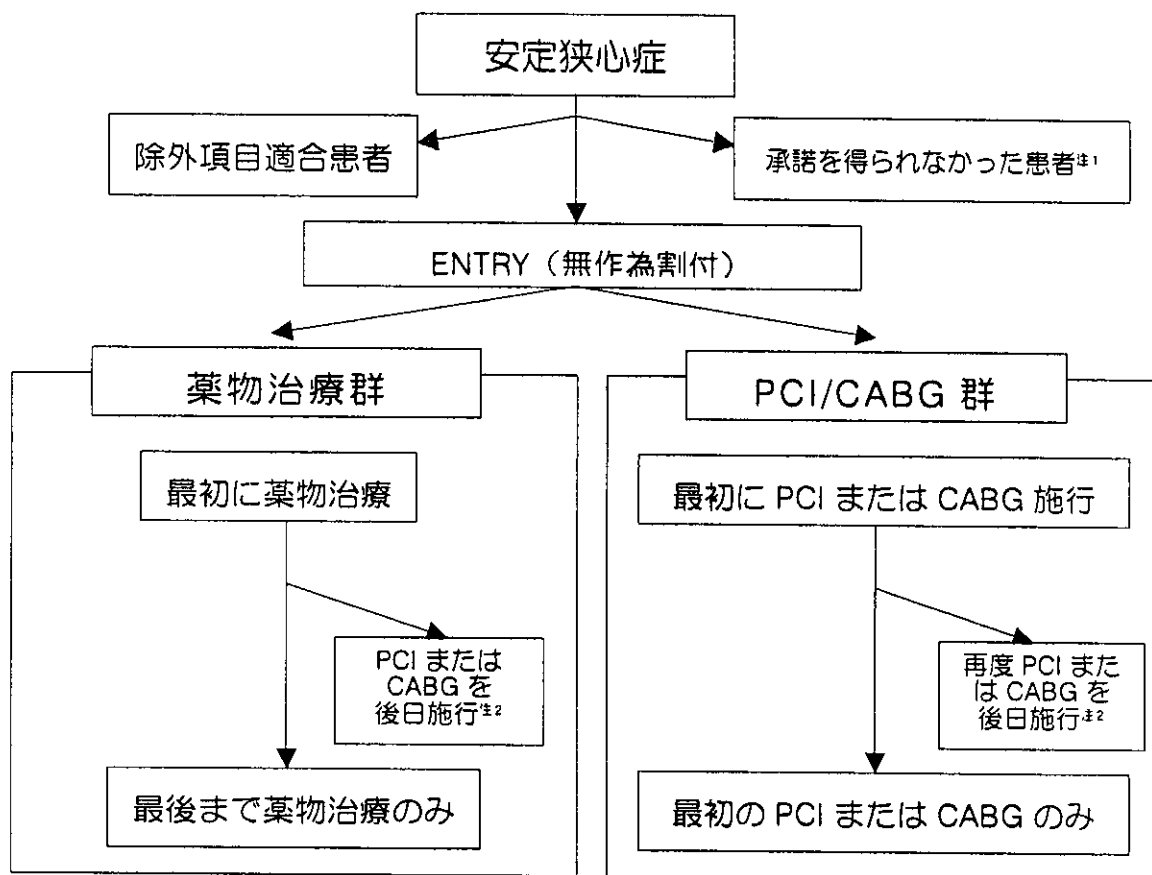 安定狭心症
除外項目適合患者
承諾を得られなかった患者注1
ENTRY（無作為割付）
薬物治療群
PCI/CABG 群
最初に薬物治療
最初に PCI または CABG 施行
PCI または
CABG を
後日施行注2
再度 PCI また
は CABG を
後日施行注2
最後まで薬物治療のみ
最初の PCI または CABG のみ